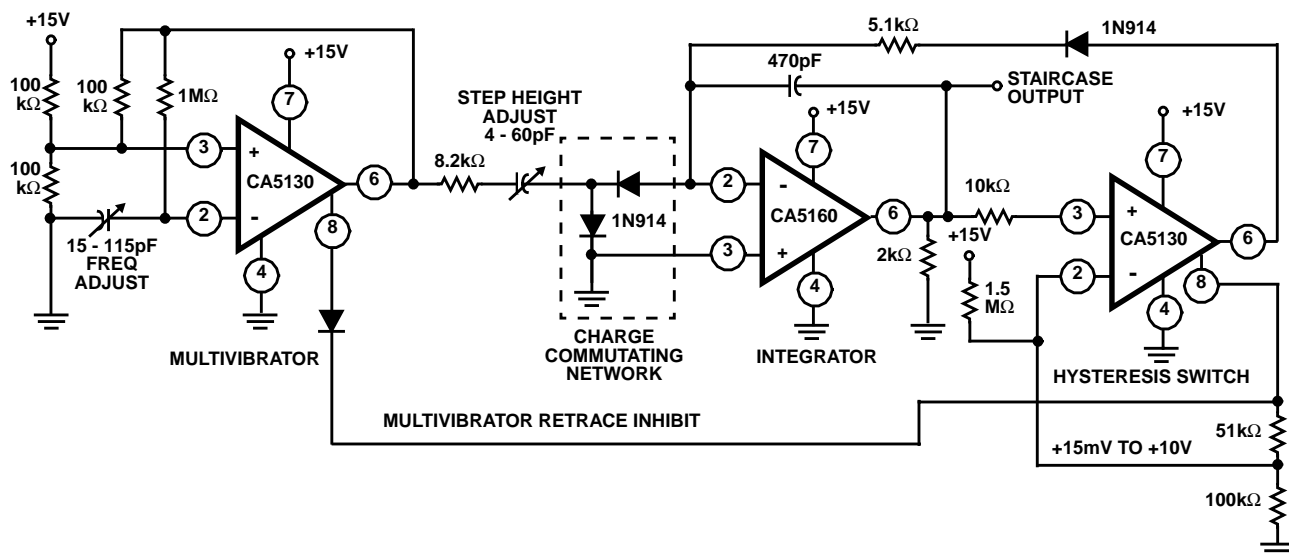 +15V
100
kΩ
100
kΩ
1MΩ
+15V
7
3
+
CA5130
6
100
kΩ
2
-
8
4
15 - 115pF
FREQ
ADJUST
MULTIVIBRATOR
STEP HEIGHT
ADJUST
4 - 60pF
8.2kΩ
1N914
CHARGE
COMMUTATING
NETWORK
5.1kΩ
1N914
470pF
STAIRCASE
OUTPUT
+15V
7
2
-
CA5160
6
3
+
4
2kΩ
INTEGRATOR
10kΩ
+15V
1.5
MΩ
+15V
7
3
+
CA5130
6
2
-
8
4
HYSTERESIS SWITCH
MULTIVIBRATOR RETRACE INHIBIT
51kΩ
+15mV TO +10V
100kΩ